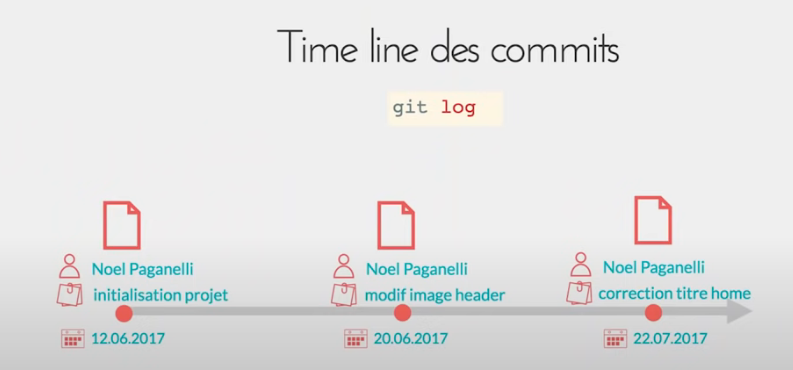 Time line des commits
git log
Noel Paganelli
initialisation projet
12.06.2017
Noel Paganelli
modif image header
20.06.2017
Noel Paganelli
correction titre home
22.07.2017